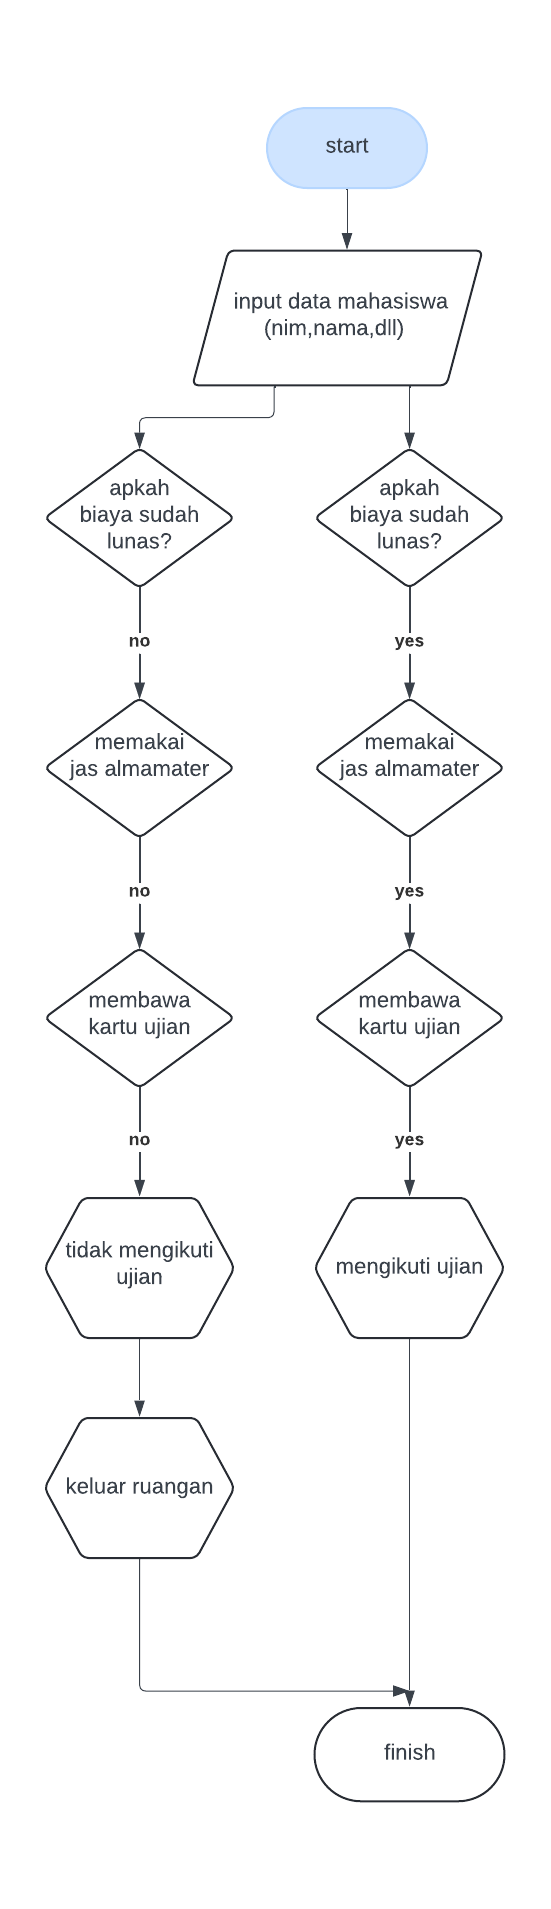 start
input data mahasiswa
(nim,nama,dll)
apkah
biaya sudah
lunas?
apkah
biaya sudah
lunas?
no
yes
memakai
jas almamater
memakai
jas almamater
no
yes
membawa
kartu ujian
membawa
kartu ujian
no
yes
tidak mengikuti
ujian
mengikuti ujian
keluar ruangan
finish